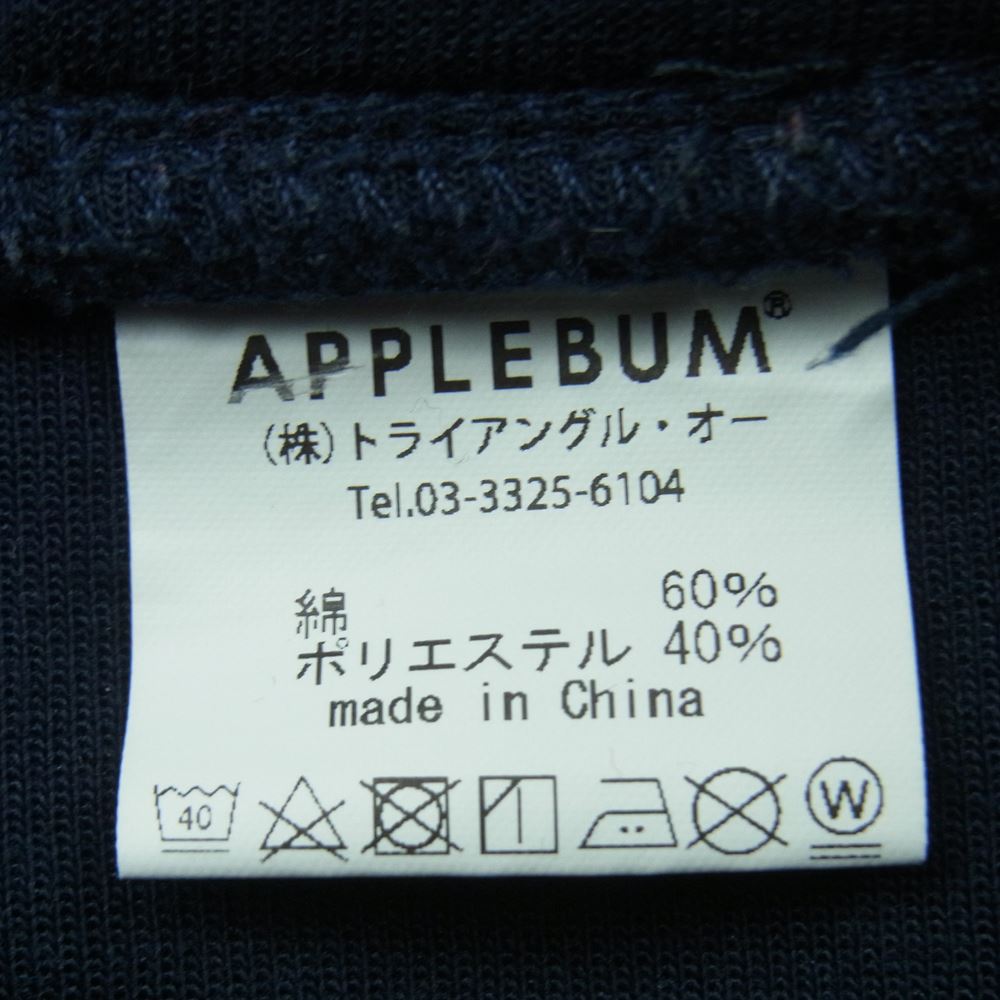 APPLEBUM®
(株)トライアングル・オー
Tel.03-3325-6104
綿 60%
ポリエステル 40%
made in China
40 W